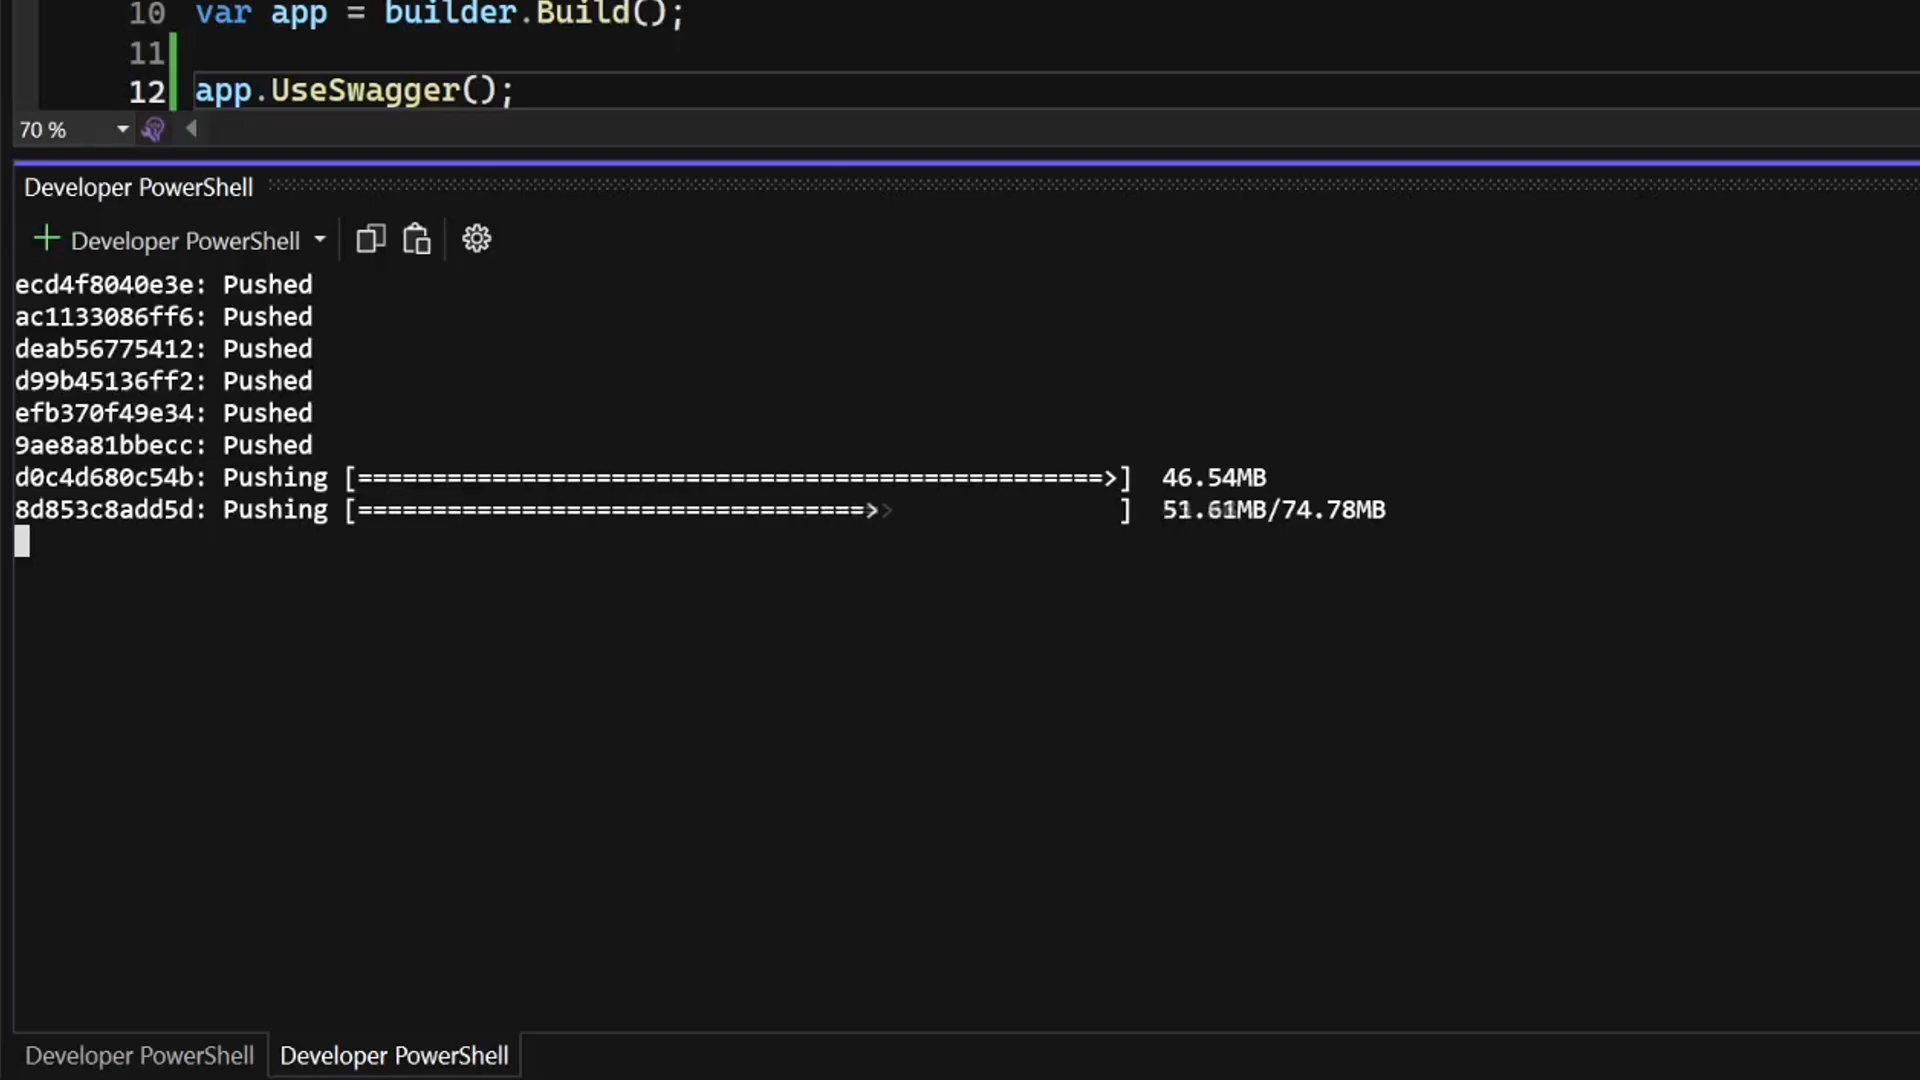 10 var app = builder.Build();
11
12 app.UseSwagger();
70 %
Developer PowerShell
Developer PowerShell
ecd4f8040e3e: Pushed
ac1133086ff6: Pushed
deab56775412: Pushed
d99b45136ff2: Pushed
efb370f49e34: Pushed
9ae8a81bbecc: Pushed
d0c4d680c54b: Pushing [==================================================>] 46.54MB
8d853c8add5d: Pushing [==================================>                ] 51.61MB/74.78MB
Developer PowerShell Developer PowerShell